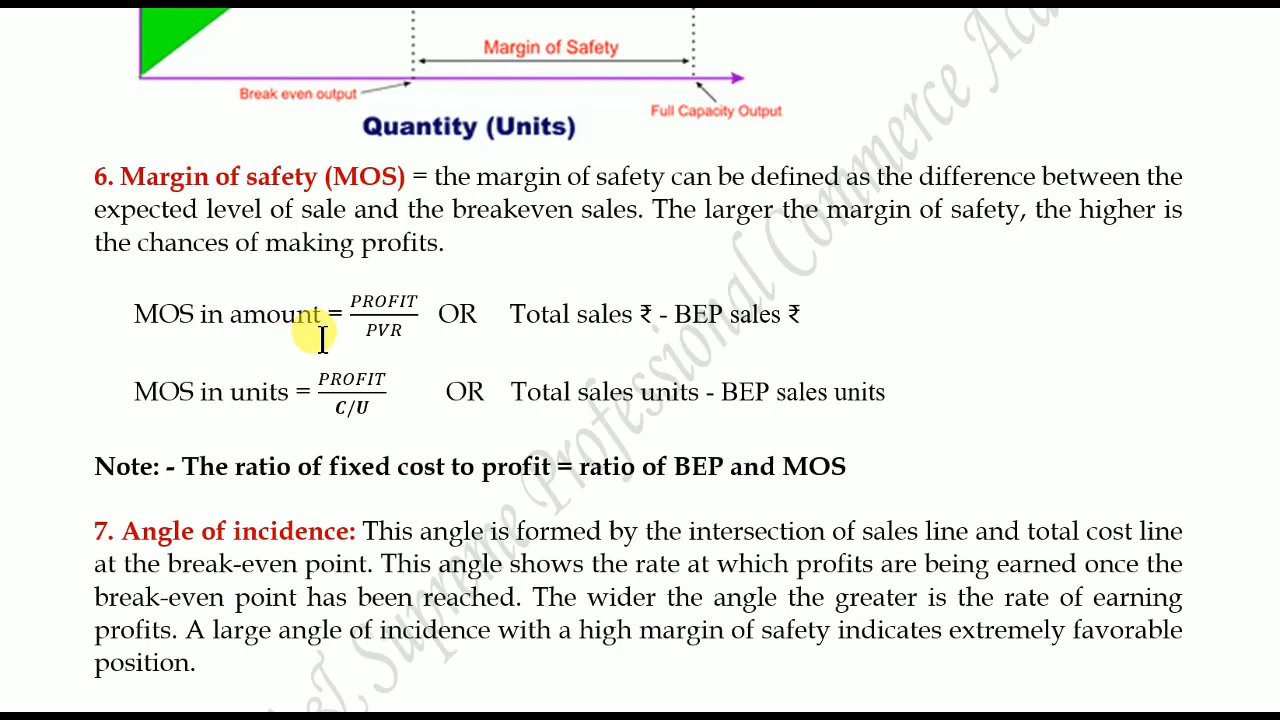 Margin of Safety
Break even output
Full Capacity Output
Quantity (Units)
6. Margin of safety (MOS) = the margin of safety can be defined as the difference between the
expected level of sale and the breakeven sales. The larger the margin of safety, the higher is
the chances of making profits.
MOS in amount = PROFIT/PVR OR Total sales ₹ - BEP sales ₹
MOS in units = PROFIT/C/U OR Total sales units - BEP sales units
Note: - The ratio of fixed cost to profit = ratio of BEP and MOS
7. Angle of incidence: This angle is formed by the intersection of sales line and total cost line
at the break-even point. This angle shows the rate at which profits are being earned once the
break-even point has been reached. The wider the angle the greater is the rate of earning
profits. A large angle of incidence with a high margin of safety indicates extremely favorable
position.
Supreme Professional Commerce